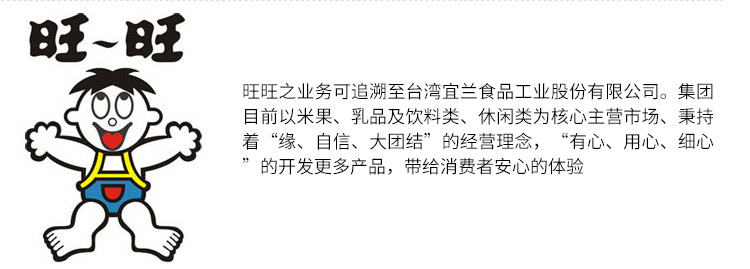 旺~旺
旺旺之业务可追溯至台湾宜兰食品工业股份有限公司。集团
目前以米果、乳品及饮料类、休闲类为核心主营市场、秉持
着“缘、自信、大团结”的经营理念，“有心、用心、细心
”的开发更多产品，带给消费者安心的体验